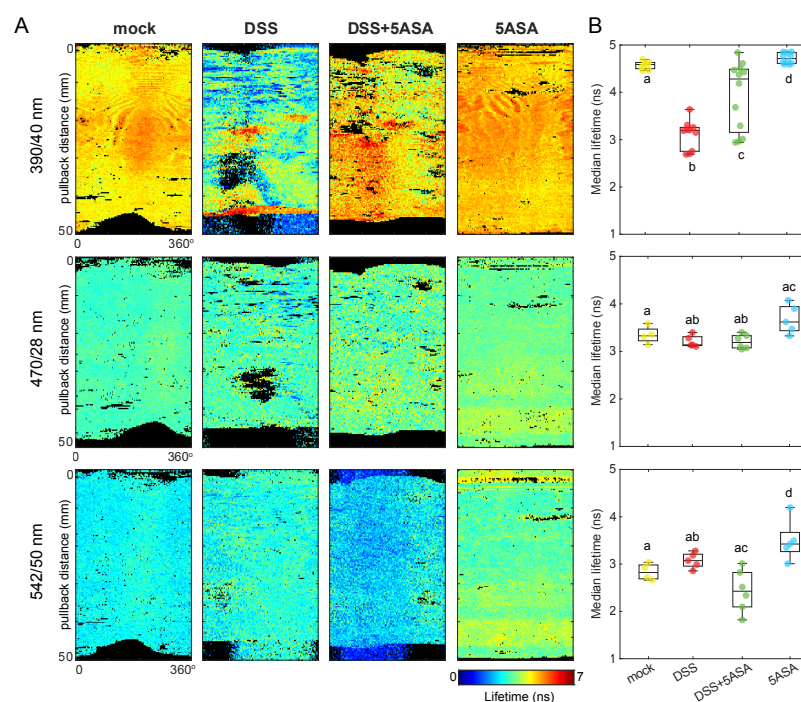 A
B
mock
DSS
DSS+5ASA
5ASA
390/40 nm
pullback distance (mm)
0
50
0
360°
Median lifetime (ns)
5
4
3
2
1
a
b
c
d
470/28 nm
pullback distance (mm)
0
50
0
360°
Median lifetime (ns)
5
4
3
2
1
a
ab
ab
ac
542/50 nm
pullback distance (mm)
0
50
0
360°
0
7
Lifetime (ns)
Median lifetime (ns)
5
4
3
2
1
a
ab
ac
d
mock
DSS
DSS+5ASA
5ASA